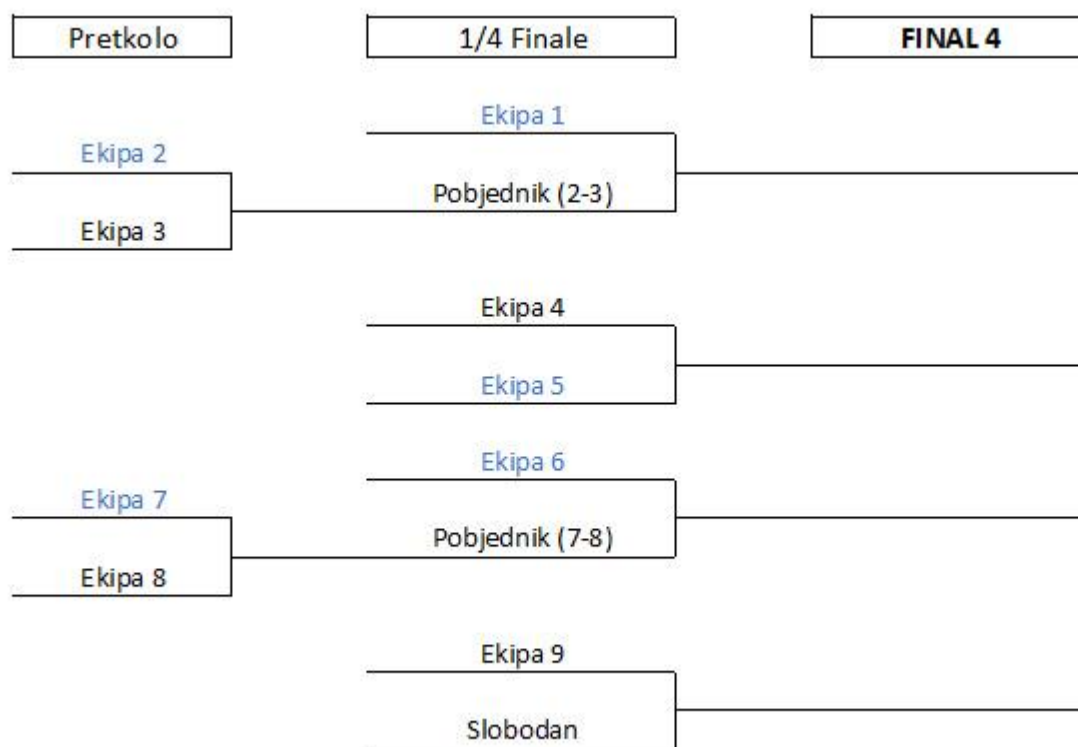 Pretkolo
1/4 Finale
FINAL 4
Ekipa 1
Ekipa 2
Pobjednik (2-3)
Ekipa 3
Ekipa 4
Ekipa 5
Ekipa 6
Ekipa 7
Pobjednik (7-8)
Ekipa 8
Ekipa 9
Slobodan